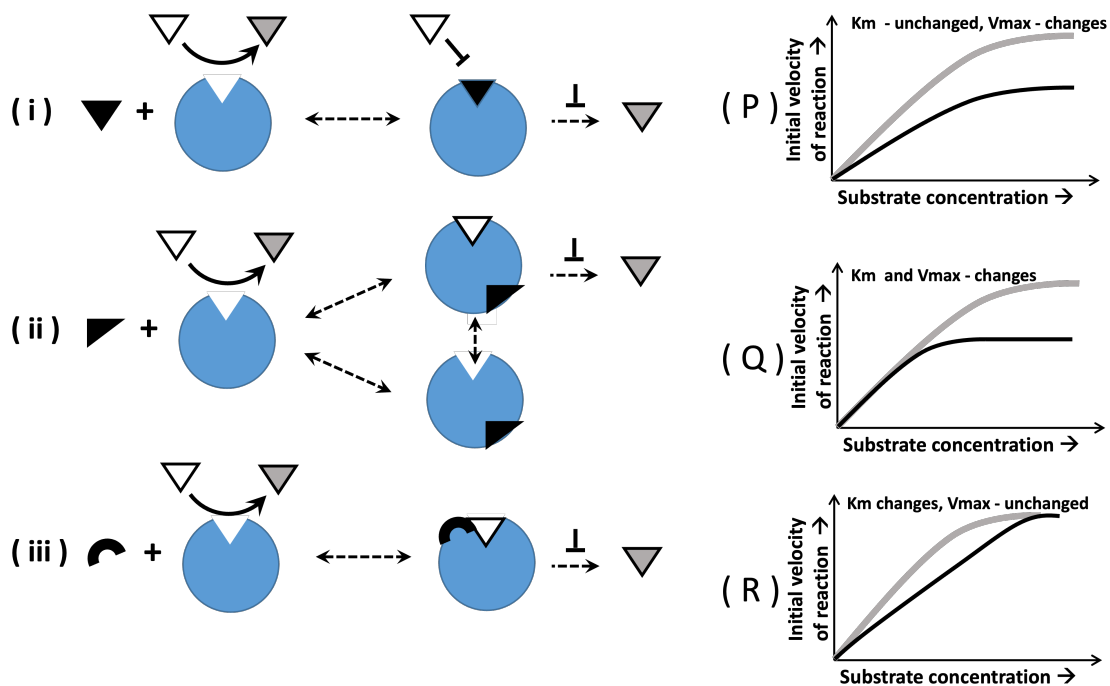 ( i )
+
( P )
Km - unchanged, Vmax - changes
Initial velocity
of reaction →
Substrate concentration →
( ii )
+
( Q )
Km and Vmax - changes
Initial velocity
of reaction →
Substrate concentration →
( iii )
+
( R )
Km changes, Vmax - unchanged
Initial velocity
of reaction →
Substrate concentration →